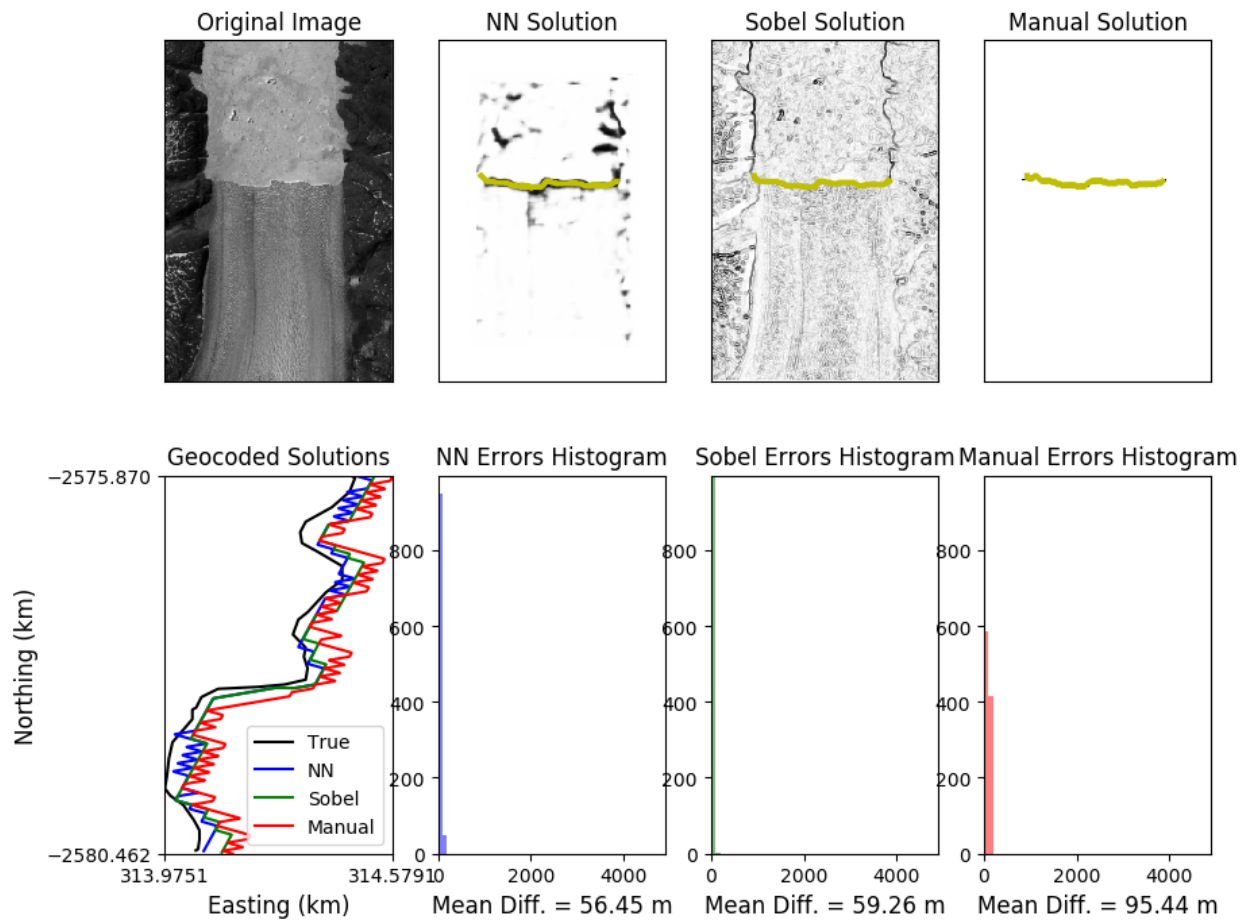 Original Image
NN Solution
Sobel Solution
Manual Solution
Geocoded Solutions
NN Errors Histogram
Sobel Errors Histogram
Manual Errors Histogram
Northing (km)
−2575.870
−2580.462
313.9751
314.5791
Easting (km)
True
NN
Sobel
Manual
800
600
400
200
0
0
2000
4000
Mean Diff. = 56.45 m
800
600
400
200
0
0
2000
4000
Mean Diff. = 59.26 m
800
600
400
200
0
0
2000
4000
Mean Diff. = 95.44 m